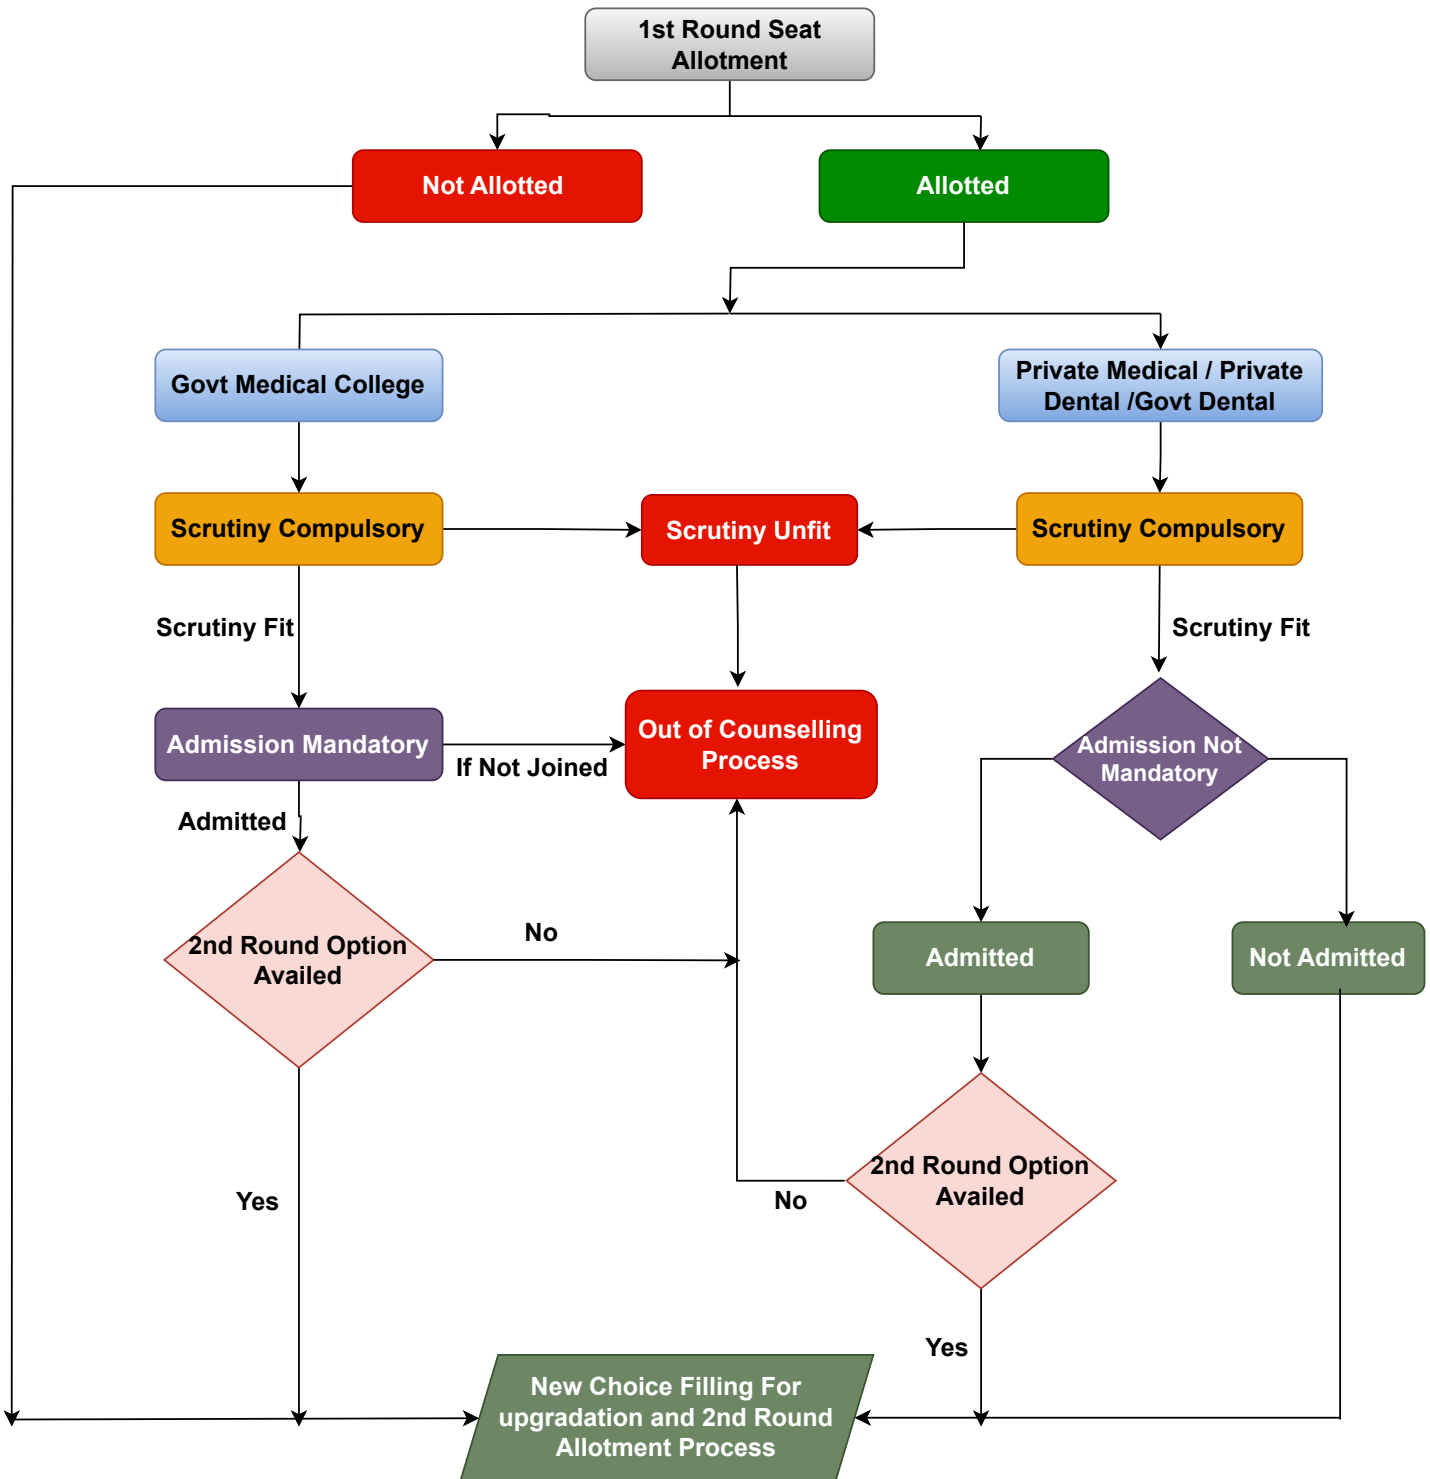 1st Round Seat
Allotment
Not Allotted
Allotted
Govt Medical College
Private Medical / Private
Dental /Govt Dental
Scrutiny Compulsory
Scrutiny Unfit
Scrutiny Compulsory
Scrutiny Fit
Scrutiny Fit
Admission Mandatory
If Not Joined
Out of Counselling
Process
Admission Not
Mandatory
Admitted
2nd Round Option
Availed
No
Admitted
Not Admitted
2nd Round Option
Availed
No
Yes
Yes
New Choice Filling For
upgradation and 2nd Round
Allotment Process